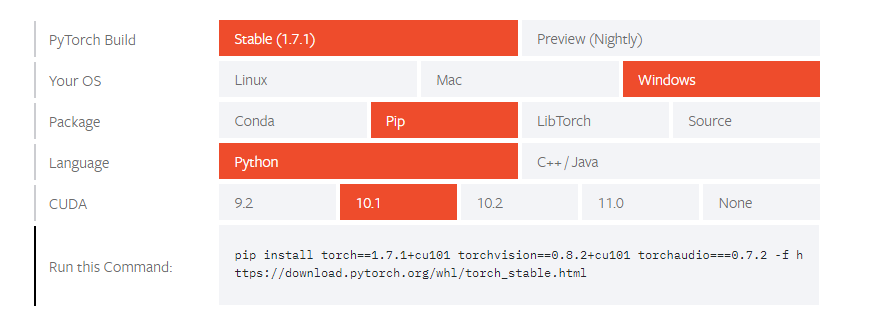 PyTorch Build Stable (1.7.1) Preview (Nightly)
Your OS Linux Mac Windows
Package Conda Pip LibTorch Source
Language Python C++ / Java
CUDA 9.2 10.1 10.2 11.0 None
Run this Command: pip install torch==1.7.1+cu101 torchvision==0.8.2+cu101 torchaudio===0.7.2 -f h
ttps://download.pytorch.org/whl/torch_stable.html